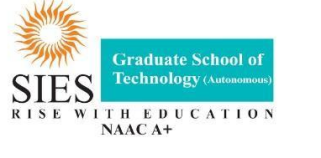 Graduate School of
Technology (Autonomous)
SIES
RISE WITH EDUCATION
NAAC A+